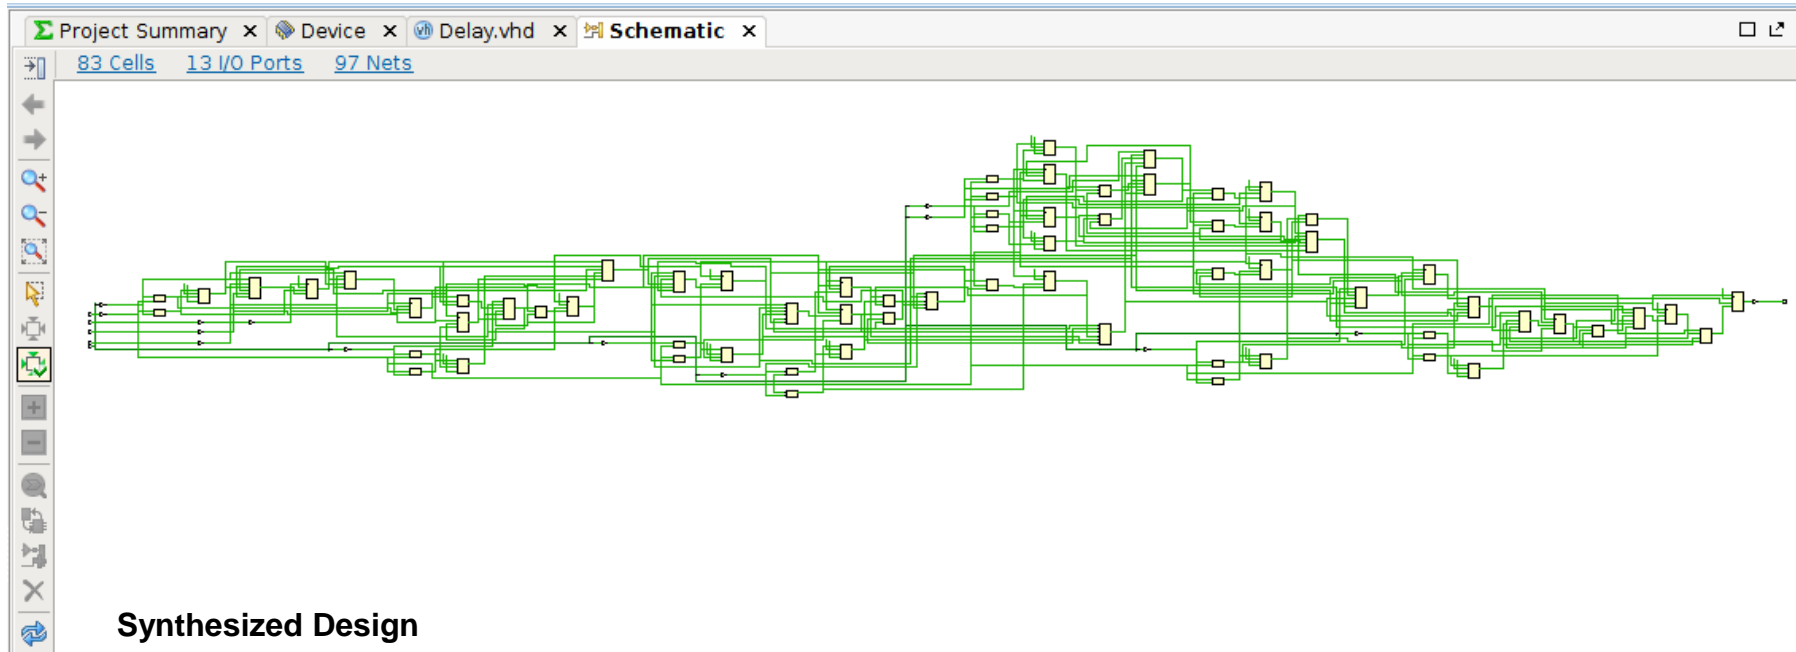 Project Summary Device Delay.vhd Schematic
83 Cells 13 I/O Ports 97 Nets
Synthesized Design